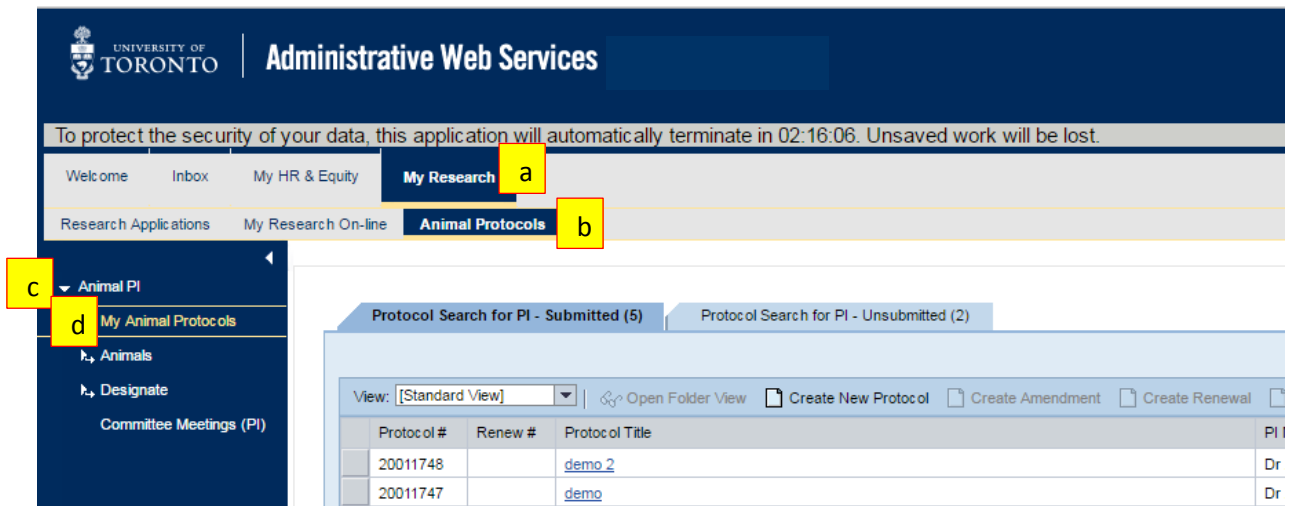 UNIVERSITY OF
TORONTO
Administrative Web Services
To protect the security of your data, this application will automatically terminate in 02:16:06. Unsaved work will be lost.
Welcome Inbox My HR & Equity My Research a
Research Applications My Research On-line Animal Protocols b
c Animal PI
d My Animal Protocols
Animals
Designate
Committee Meetings (PI)
Protocol Search for PI - Submitted (5) Protocol Search for PI - Unsubmitted (2)
View: [Standard View] Open Folder View Create New Protocol Create Amendment Create Renewal
Protocol # Renew # Protocol Title PI
20011748 demo 2 Dr
20011747 demo Dr